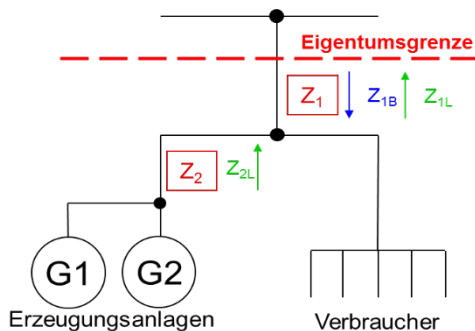 Eigentumsgrenze
Z1 Z1B Z1L
Z2 Z2L
G1 G2
Erzeugungsanlagen Verbraucher